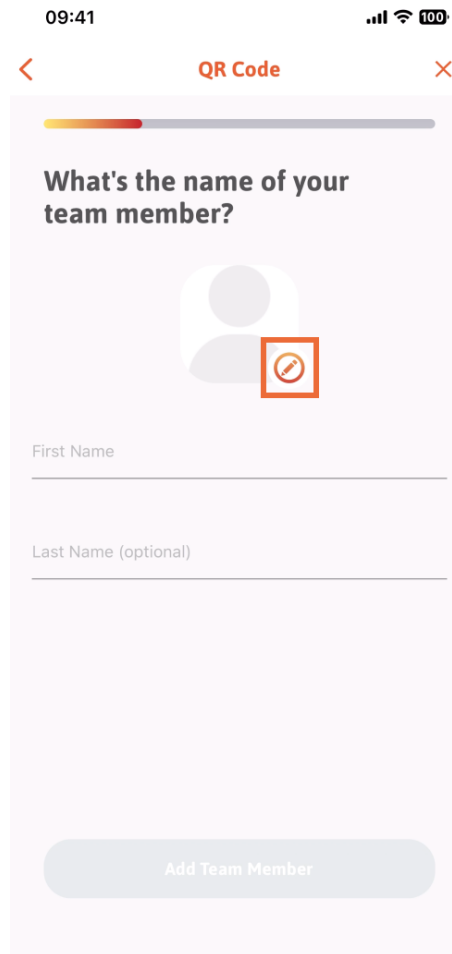 09:41
100
QR Code
What's the name of your
team member?
First Name
Last Name (optional)
Add Team Member